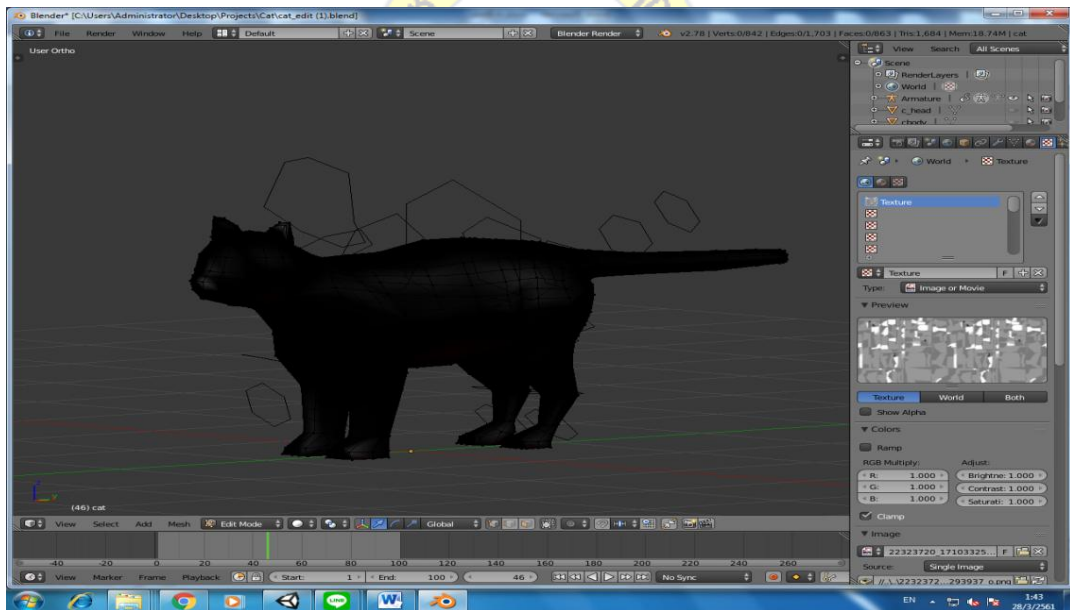 Blender* [C:\Users\Administrator\Desktop\Projects\Cat\cat_edit (1).blend]
File Render Window Help Default Scene Blender Render v2.78 | Verts:0/842 | Edges:0/1,703 | Faces:0/863 | Tris:1,684 | Mem:18.74M | cat
User Ortho
View Search All Scenes
Scene
RenderLayers |
World |
Armature |
c_head |
cbody |
World Texture
Texture
Texture F
Type: Image or Movie
Preview
Texture World Both
Show Alpha
Colors
Ramp
RGB Multiply: Adjust:
R: 1.000 Brightne: 1.000
G: 1.000 Contrast: 1.000
B: 1.000 Saturati: 1.000
Clamp
Image
22323720_17103325... F
Source: Single Image
//..\2232372...293937_o.png
(46) cat
View Select Add Mesh Edit Mode Global
-40 -20 0 20 40 60 80 100 120 140 160 180 200 220 240 260
View Marker Frame Playback Start: 1 End: 100 46 No Sync
LINE W
EN 1:43
28/3/2561